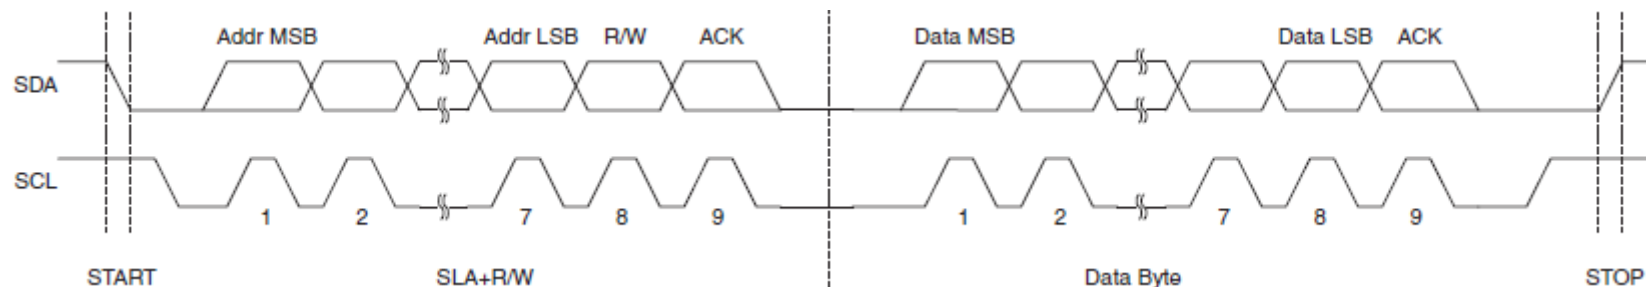 Addr MSB Addr LSB R/W ACK Data MSB Data LSB ACK
SDA
SCL
1 2 7 8 9 1 2 7 8 9
START SLA+R/W Data Byte STOP